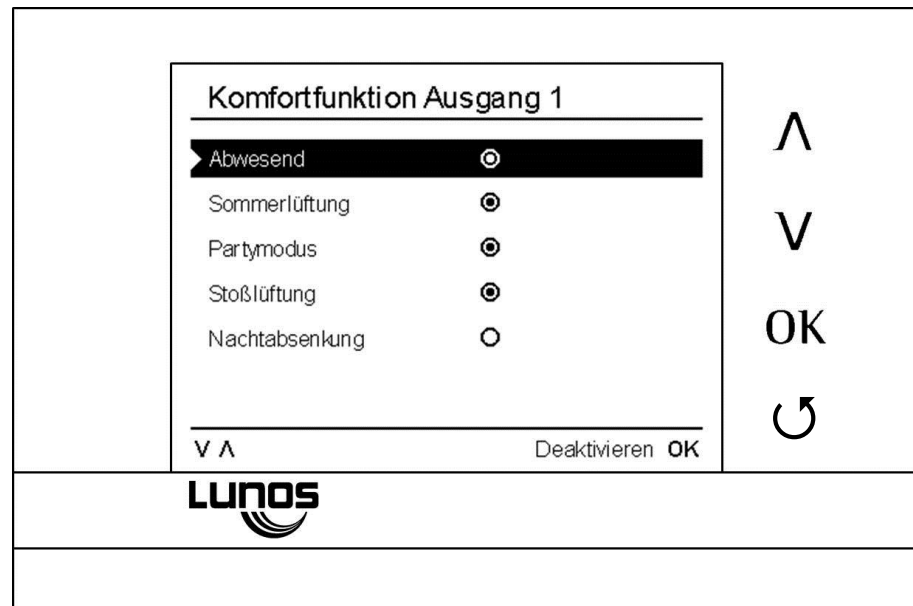 Komfortfunktion Ausgang 1
Abwesend
Sommerlüftung
Partymodus
Stoßlüftung
Nachtabsenkung
V Λ Deaktivieren OK
Λ
V
OK
LUNOS